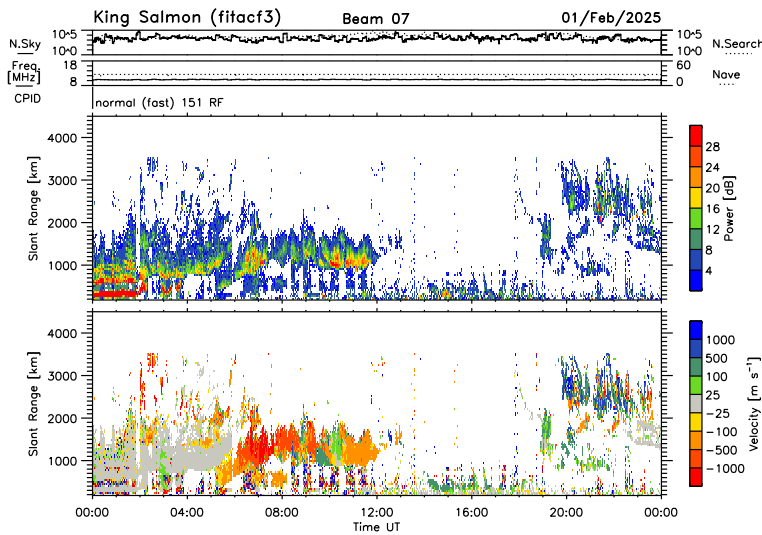 King Salmon (fitacf3) Beam 07 01/Feb/2025
N.Sky 10^5 10^0 10^5 10^0 N.Search
Freq. [MHz] 18 8 60 0 Nave
CPID normal (fast) 151 RF
Slant Range [km] 4000 3000 2000 1000
Power [dB] 28 24 20 16 12 8 4
Slant Range [km] 4000 3000 2000 1000
Velocity [m s⁻¹] 1000 500 100 25 −25 −100 −500 −1000
00:00 04:00 08:00 12:00 16:00 20:00 00:00
Time UT